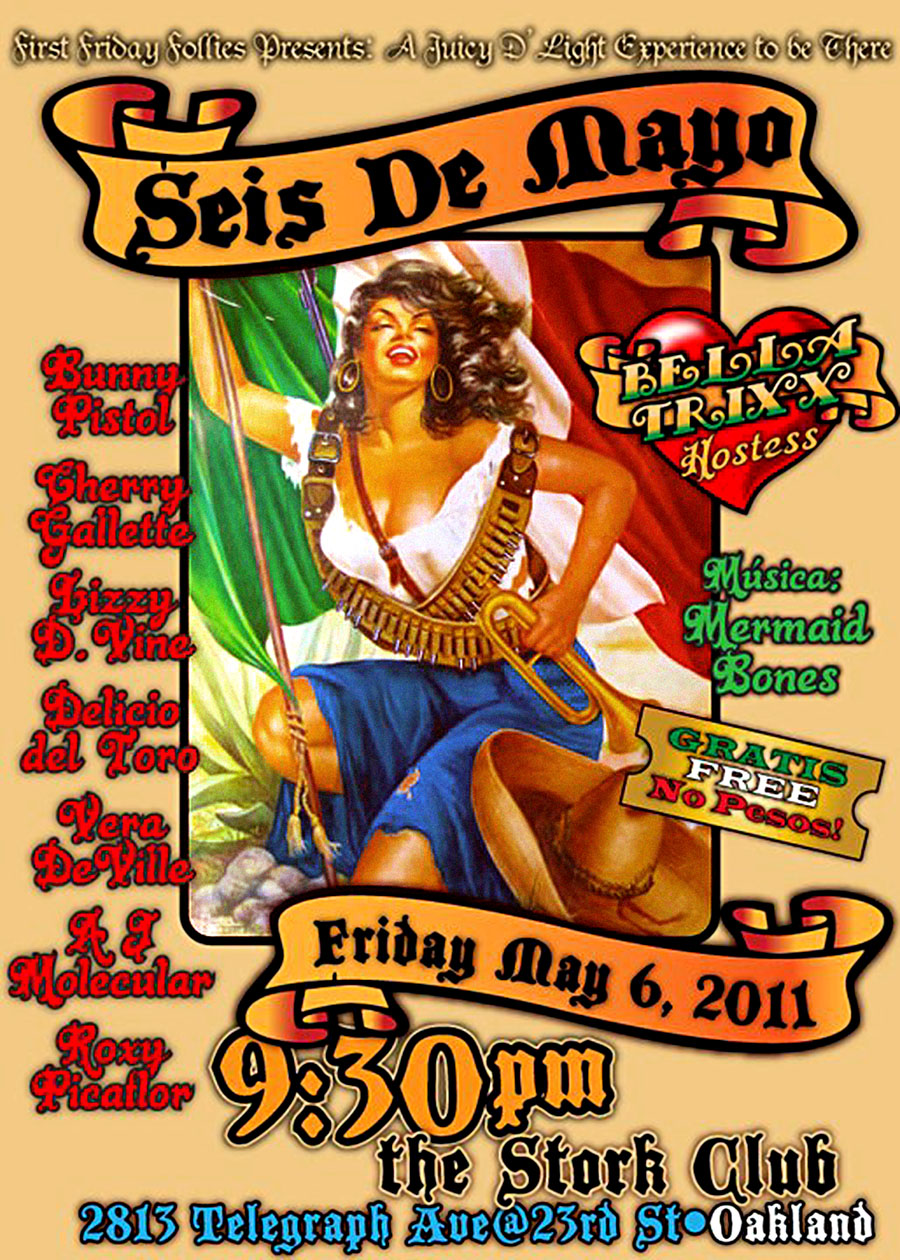 First Friday Follies Presents: A Juicy D'Light Experience to be There
Seis De Mayo
Bunny
Pistol
Cherry
Gallette
Lizzy
D. Vine
Delicio
del Toro
Vera
DeVille
A J
Molecular
Roxy
Picaflor
BELLA
TRIXX
Hostess
Música:
Mermaid
Bones
GRATIS
FREE
No Pesos!
Friday May 6, 2011
9:30pm
the Stork Club
2813 Telegraph Ave@23rd St•Oakland